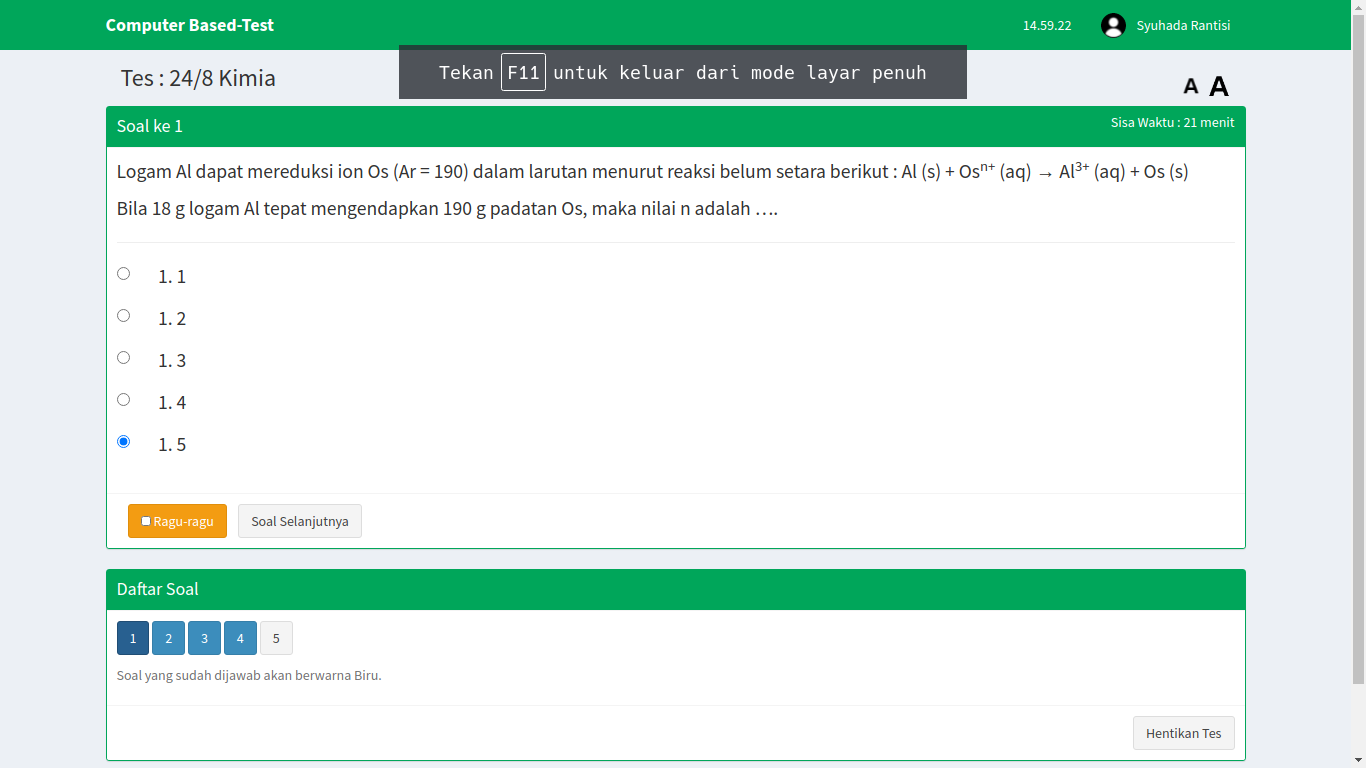 Computer Based-Test
14.59.22
Syuhada Rantisi
Tekan F11 untuk keluar dari mode layar penuh
Tes : 24/8 Kimia
A A
Soal ke 1
Sisa Waktu : 21 menit
Logam Al dapat mereduksi ion Os (Ar = 190) dalam larutan menurut reaksi belum setara berikut : Al (s) + Osⁿ⁺ (aq) → Al³⁺ (aq) + Os (s)
Bila 18 g logam Al tepat mengendapkan 190 g padatan Os, maka nilai n adalah ….
1. 1
1. 2
1. 3
1. 4
1. 5
Ragu-ragu
Soal Selanjutnya
Daftar Soal
1 2 3 4 5
Soal yang sudah dijawab akan berwarna Biru.
Hentikan Tes